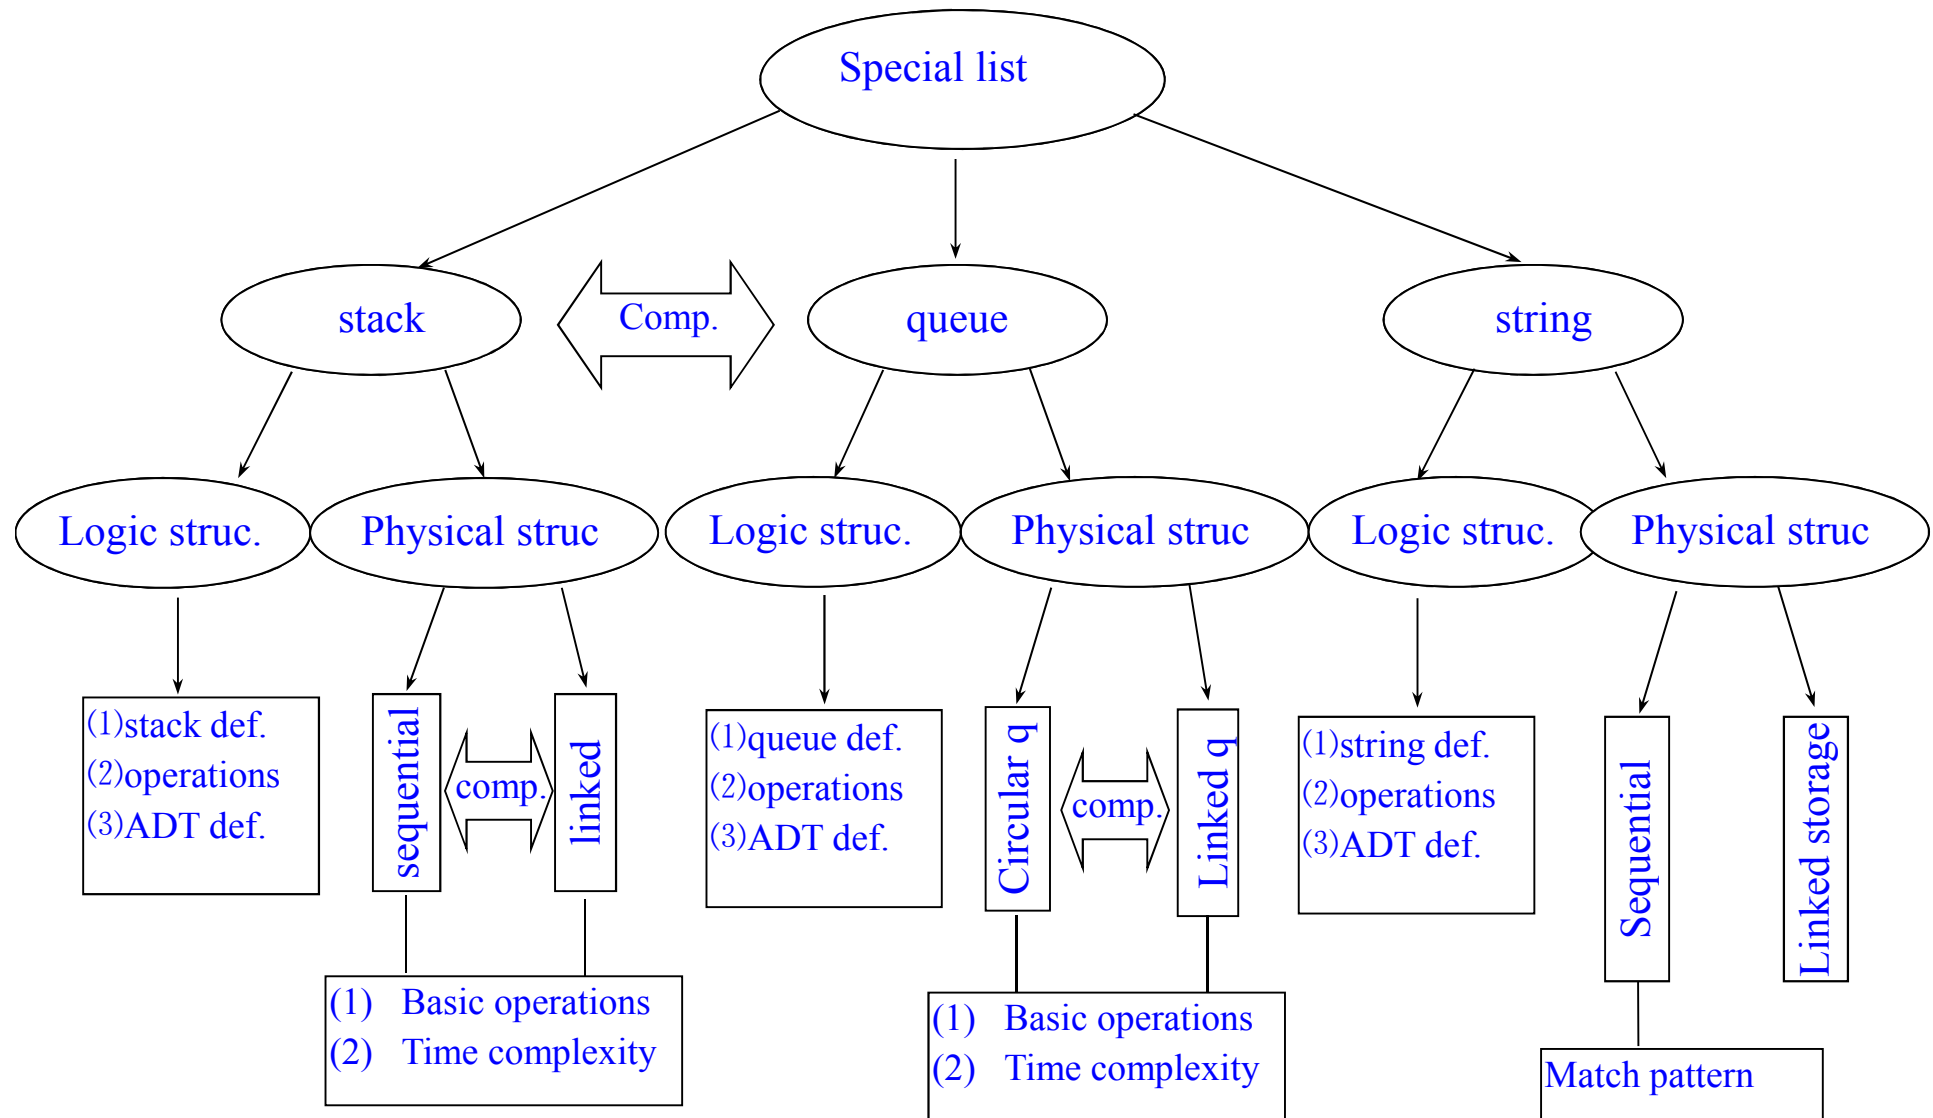 Special list
stack
Comp.
queue
string
Logic struc.
Physical struc
Logic struc.
Physical struc
Logic struc.
Physical struc
⑴stack def.
⑵operations
⑶ADT def.
sequential
comp.
linked
⑴queue def.
⑵operations
⑶ADT def.
Circular q
comp.
Linked q
⑴string def.
⑵operations
⑶ADT def.
Sequential
Linked storage
(1) Basic operations
(2) Time complexity
(1) Basic operations
(2) Time complexity
Match pattern